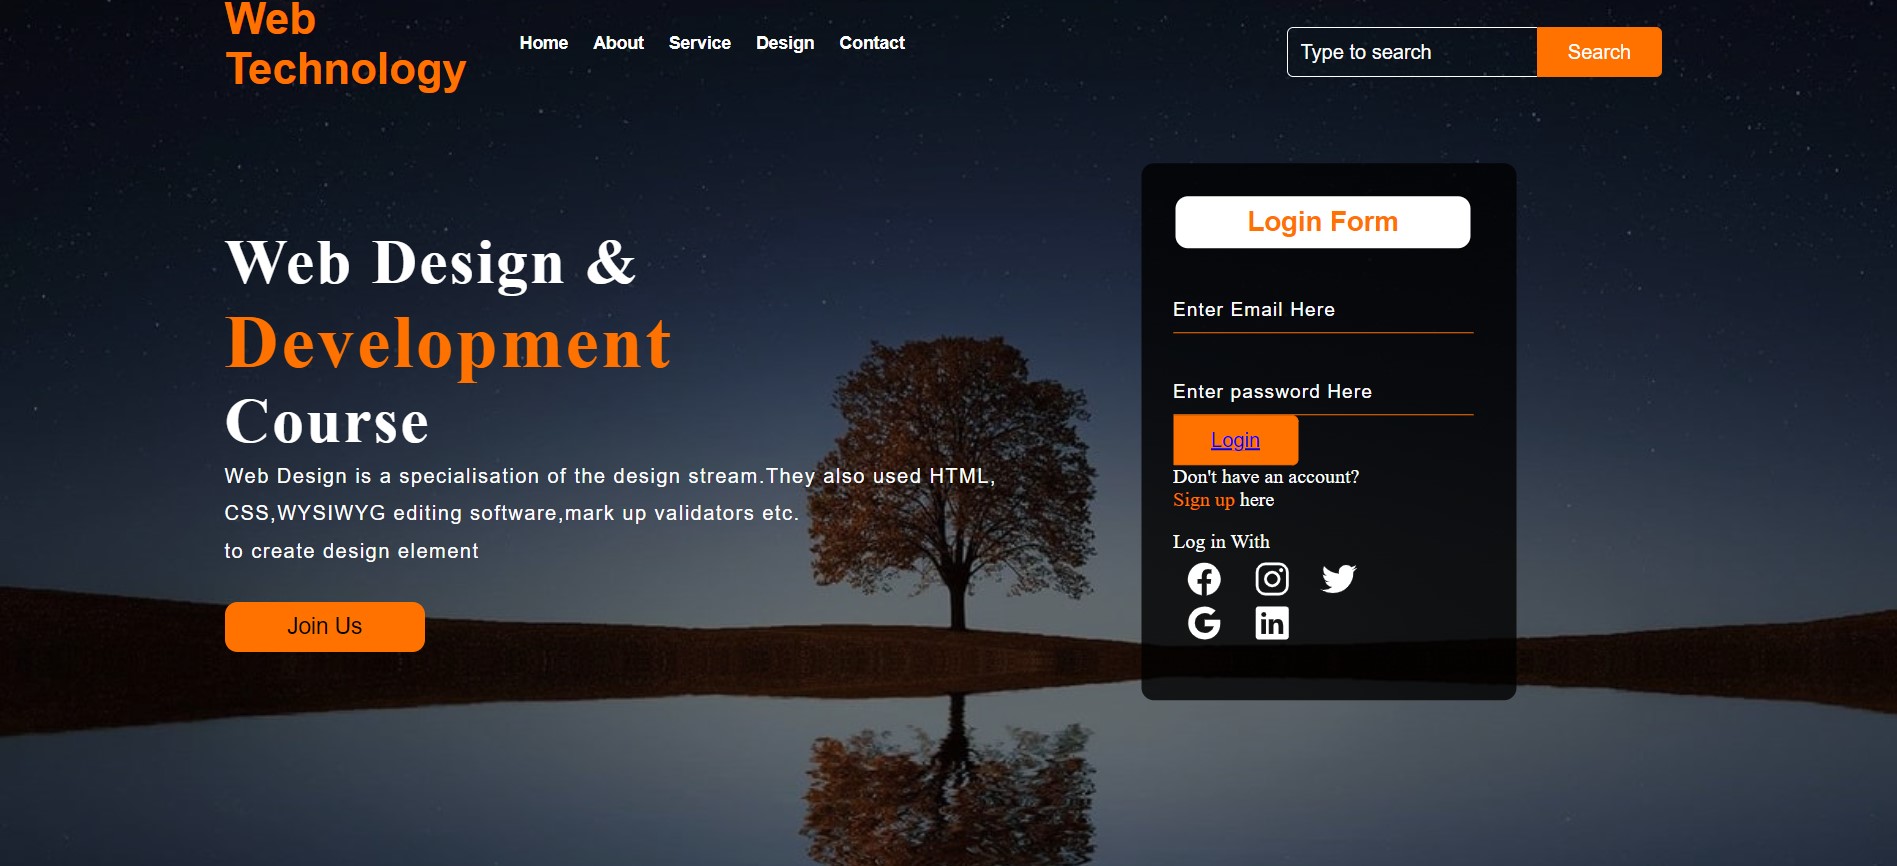 Web
Technology
Home About Service Design Contact
Type to search Search
Web Design &
Development
Course
Web Design is a specialisation of the design stream.They also used HTML,
CSS,WYSIWYG editing software,mark up validators etc.
to create design element
Join Us
Login Form
Enter Email Here
Enter password Here
Login
Don't have an account?
Sign up here
Log in With